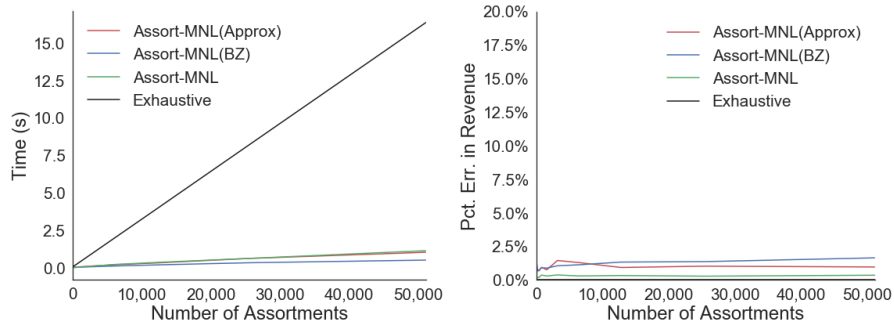 Assort-MNL(Approx)
Assort-MNL(BZ)
Assort-MNL
Exhaustive
15.0
12.5
10.0
7.5
5.0
2.5
0.0
Time (s)
0
10,000
20,000
30,000
40,000
50,000
Number of Assortments
Assort-MNL(Approx)
Assort-MNL(BZ)
Assort-MNL
Exhaustive
20.0%
17.5%
15.0%
12.5%
10.0%
7.5%
5.0%
2.5%
0.0%
Pct. Err. in Revenue
0
10,000
20,000
30,000
40,000
50,000
Number of Assortments